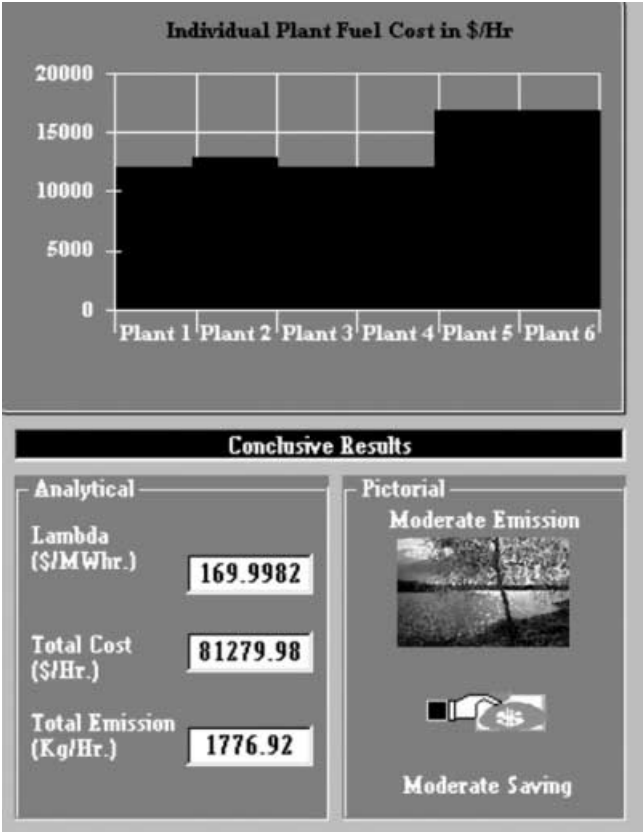 Individual Plant Fuel Cost in $/Hr
20000
15000
10000
5000
0
Plant 1 Plant 2 Plant 3 Plant 4 Plant 5 Plant 6
Conclusive Results
Analytical
Lambda
($/MWhr.)
169.9982
Total Cost
($/Hr.)
81279.98
Total Emission
(Kg/Hr.)
1776.92
Pictorial
Moderate Emission
Moderate Saving